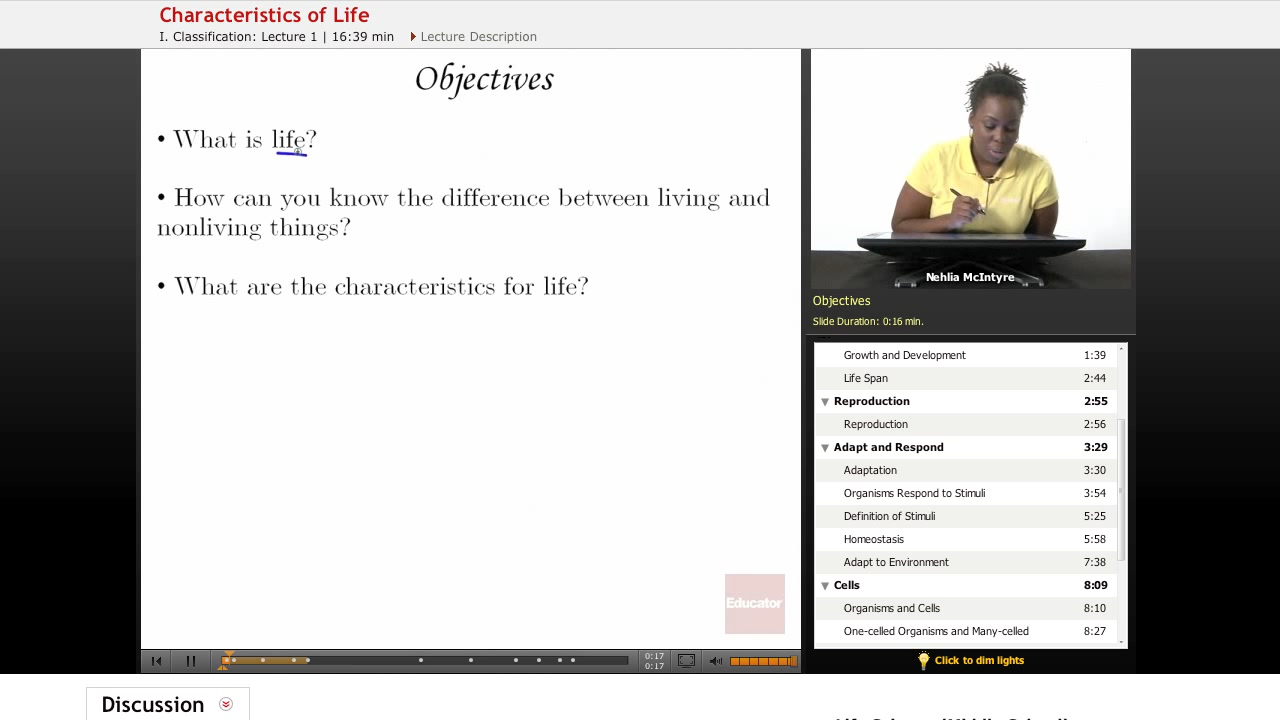 Characteristics of Life
I. Classification: Lecture 1 | 16:39 min Lecture Description
Objectives
• What is life?
• How can you know the difference between living and
nonliving things?
• What are the characteristics for life?
Educator
Nehlia McIntyre
Objectives
Slide Duration: 0:16 min.
Growth and Development 1:39
Life Span 2:44
Reproduction 2:55
Reproduction 2:56
Adapt and Respond 3:29
Adaptation 3:30
Organisms Respond to Stimuli 3:54
Definition of Stimuli 5:25
Homeostasis 5:58
Adapt to Environment 7:38
Cells 8:09
Organisms and Cells 8:10
One-celled Organisms and Many-celled 8:27
0:17
0:17
Click to dim lights
Discussion